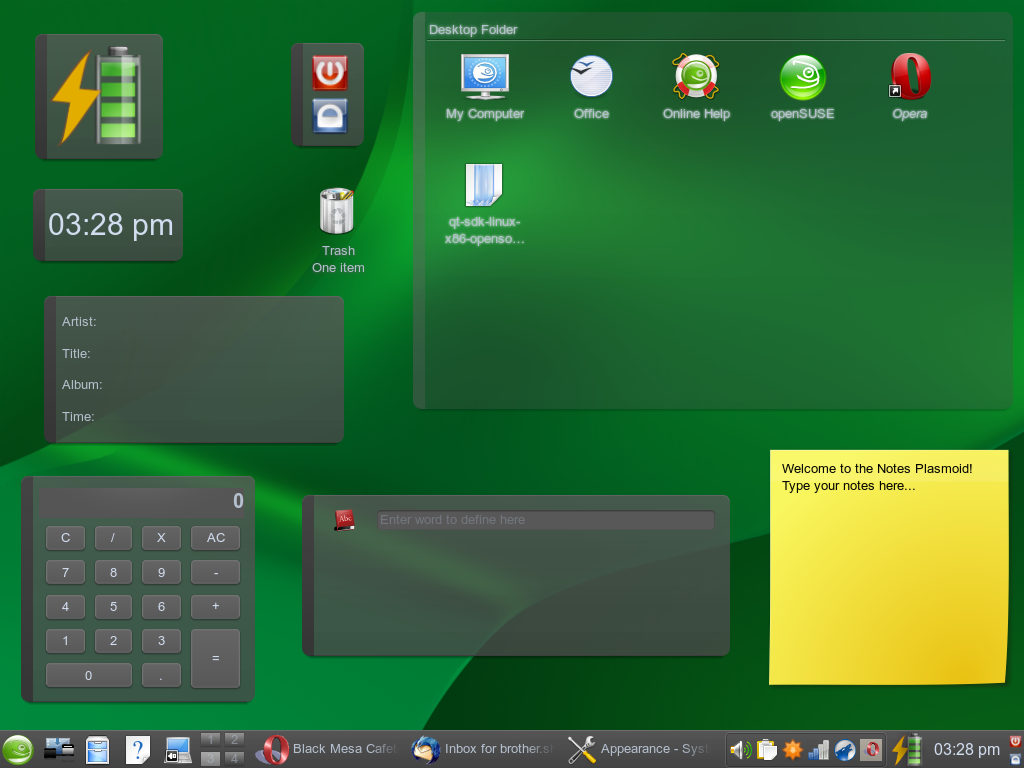 Desktop Folder
My Computer
Office
Online Help
openSUSE
Opera
qt-sdk-linux-
x86-openso...
03:28 pm
Trash
One item
Artist:
Title:
Album:
Time:
0
C / X AC
7 8 9 -
4 5 6 +
1 2 3 =
0 .
Abc
Enter word to define here
Welcome to the Notes Plasmoid!
Type your notes here...
1 2
3 4
Black Mesa Cafe
Inbox for brother.s
Appearance - Syst
03:28 pm